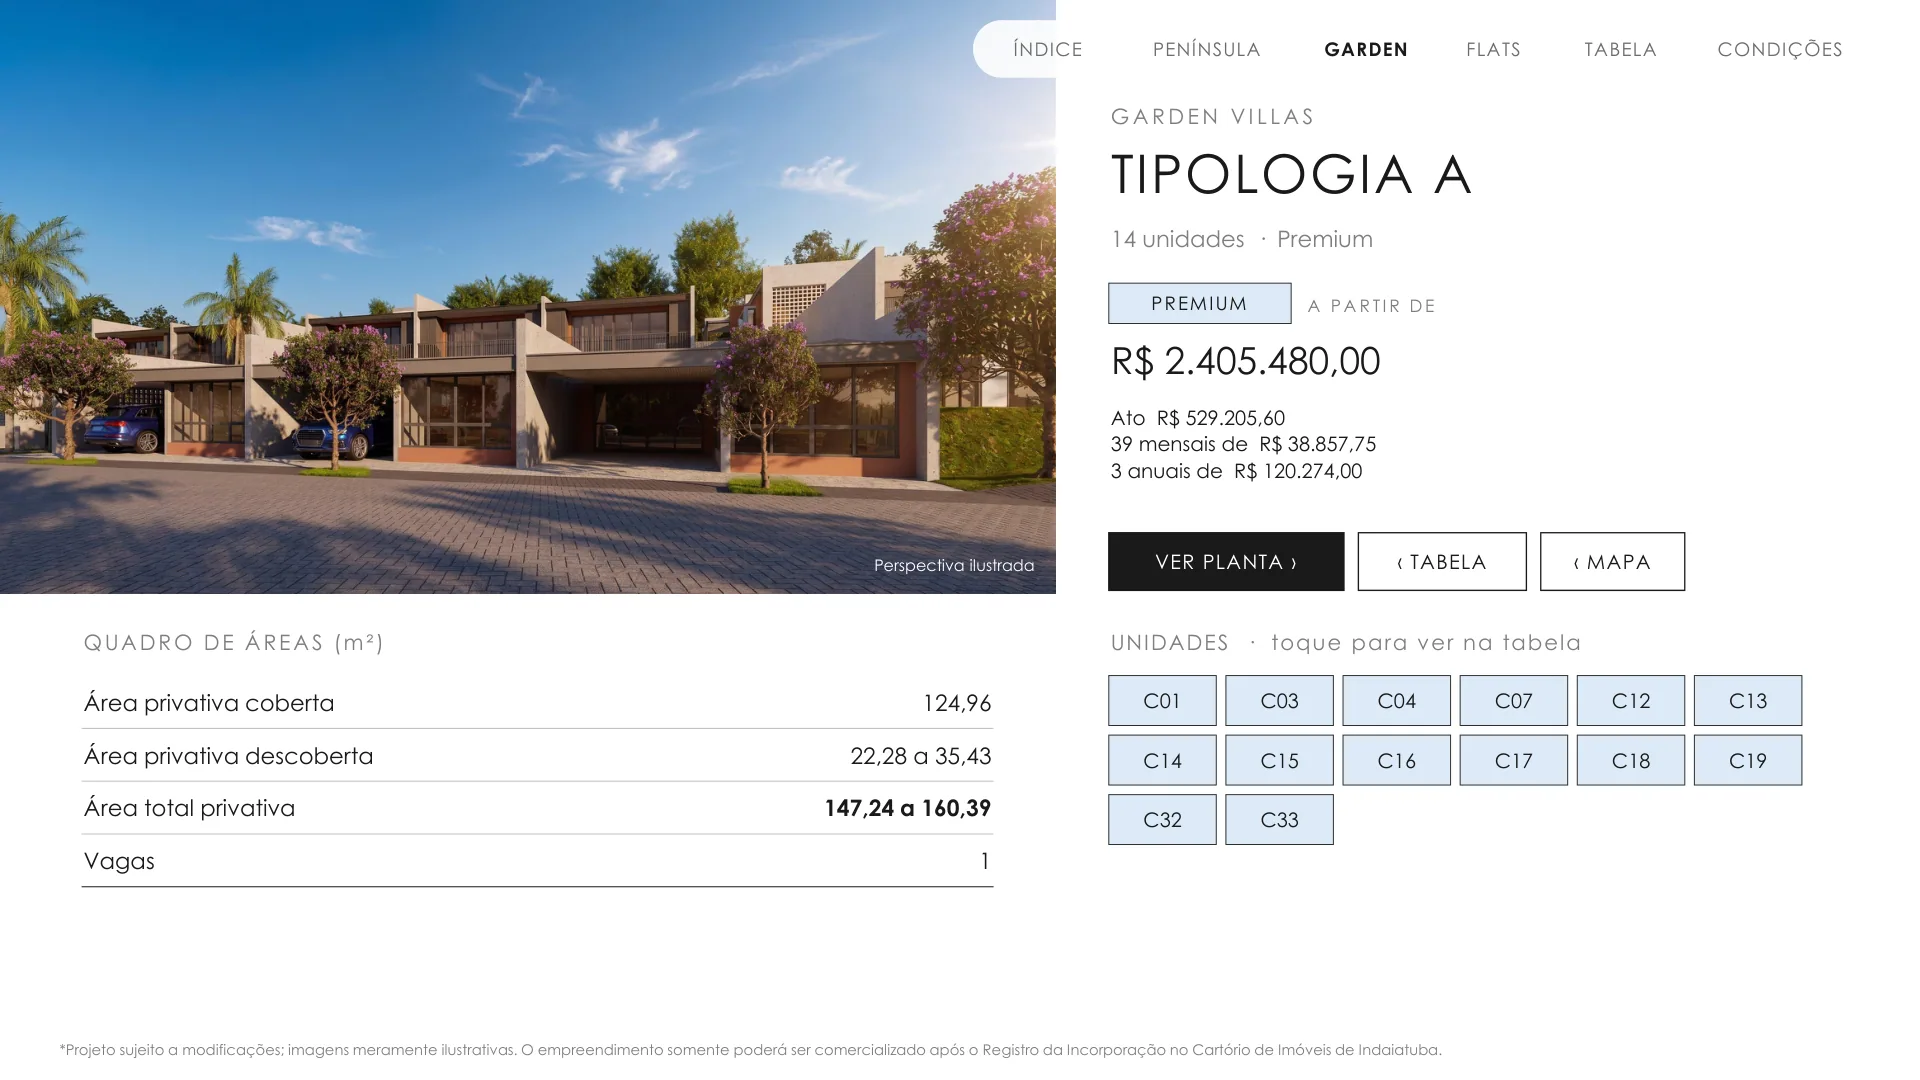 ÍNDICE PENÍNSULA GARDEN FLATS TABELA CONDIÇÕES
GARDEN VILLAS
TIPOLOGIA A
14 unidades · Premium
PREMIUM A PARTIR DE
R$ 2.405.480,00
Ato R$ 529.205,60
39 mensais de R$ 38.857,75
3 anuais de R$ 120.274,00
VER PLANTA › ‹ TABELA ‹ MAPA
Perspectiva ilustrada
QUADRO DE ÁREAS (m²)
Área privativa coberta 124,96
Área privativa descoberta 22,28 a 35,43
Área total privativa 147,24 a 160,39
Vagas 1
UNIDADES · toque para ver na tabela
C01 C03 C04 C07 C12 C13
C14 C15 C16 C17 C18 C19
C32 C33
*Projeto sujeito a modificações; imagens meramente ilustrativas. O empreendimento somente poderá ser comercializado após o Registro da Incorporação no Cartório de Imóveis de Indaiatuba.